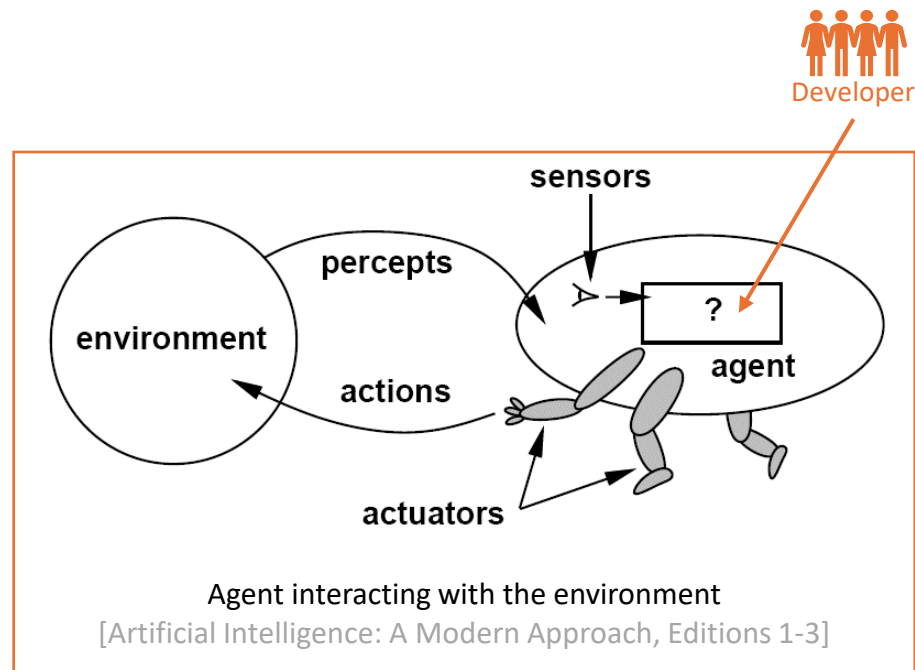 Developer
sensors
percepts
environment
?
agent
actions
actuators
Agent interacting with the environment
[Artificial Intelligence: A Modern Approach, Editions 1-3]